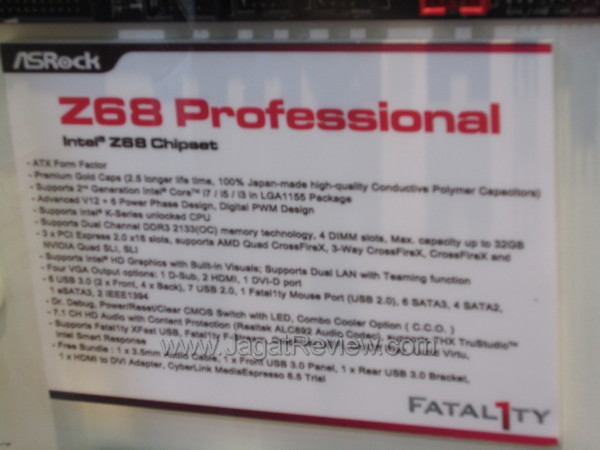 ASRock
Z68 Professional
Intel® Z68 Chipset
- ATX Form Factor
- Premium Gold Caps (2.5 longer life time, 100% Japan-made high-quality Conductive Polymer Capacitors)
- Supports 2nd Generation Intel® Core™ i7 / i5 / i3 in LGA1155 Package
- Advanced V12 + 6 Power Phase Design, Digital PWM Design
- Supports Intel® K-Series unlocked CPU
- Supports Dual Channel DDR3 2133(OC) memory technology, 4 DIMM slots, Max. capacity up to 32GB
- 3 x PCI Express 2.0 x16 slots, supports AMD Quad CrossFireX, 3-Way CrossFireX, CrossFireX and
NVIDIA Quad SLI, SLI
- Supports Intel® HD Graphics with Built-in Visuals; Supports Dual LAN with Teaming function
- Four VGA Output options: 1 D-Sub, 2 HDMI, 1 DVI-D port
- 6 USB 3.0 (2 x Front, 4 x Back), 7 USB 2.0, 1 Fatal1ty Mouse Port (USB 2.0), 6 SATA3, 4 SATA2,
1 eSATA3, 2 IEEE1394
- Dr. Debug, Power/Reset/Clear CMOS Switch with LED, Combo Cooler Option ( C.C.O. )
- 7.1 CH HD Audio with Content Protection (Realtek ALC892 Audio Codec), THX TruStudio™
- Supports Fatal1ty XFast USB, Fatal1ty Virtu,
Intel Smart Response
- Free Bundle : 1 x 3.5mm Audio Cable, 1 x Front USB 3.0 Panel, 1 x Rear USB 3.0 Bracket,
1 x HDMI to DVI Adapter, CyberLink MediaEspresso 6.5 Trial
www.JagatReview.com
FATAL1TY